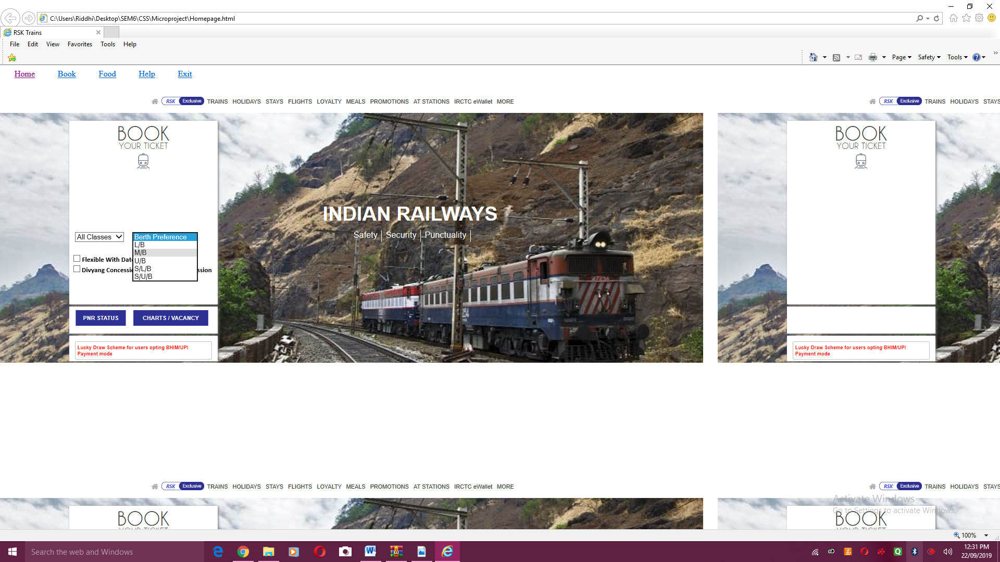 C:\Users\Riddhi\Desktop\SEM6\CSS\Microproject\Homepage.html
RSK Trains
File Edit View Favorites Tools Help
Page Safety Tools
Home Book Food Help Exit
RSK Exclusive TRAINS HOLIDAYS STAYS FLIGHTS LOYALTY MEALS PROMOTIONS AT STATIONS IRCTC eWallet MORE
RSK Exclusive TRAINS HOLIDAYS STAYS
BOOK
YOUR TICKET
BOOK
YOUR TICKET
INDIAN RAILWAYS
Safety Security Punctuality
All Classes
Berth Preference
L/B
M/B
U/B
S/L/B
S/U/B
Flexible With Date
Divyang Concessi ssion
PNR STATUS CHARTS / VACANCY
Lucky Draw Scheme for users opting BHIM/UPI
Payment mode
Lucky Draw Scheme for users opting BHIM/UPI
Payment mode
RSK Exclusive TRAINS HOLIDAYS STAYS FLIGHTS LOYALTY MEALS PROMOTIONS AT STATIONS IRCTC eWallet MORE
RSK Exclusive TRAINS HOLIDAYS STAYS
BOOK
YOUR TICKET
BOOK
YOUR TICKET
Activate Windows
Go to Settings to activate Windows.
100%
Search the web and Windows
12:31 PM
22/09/2019